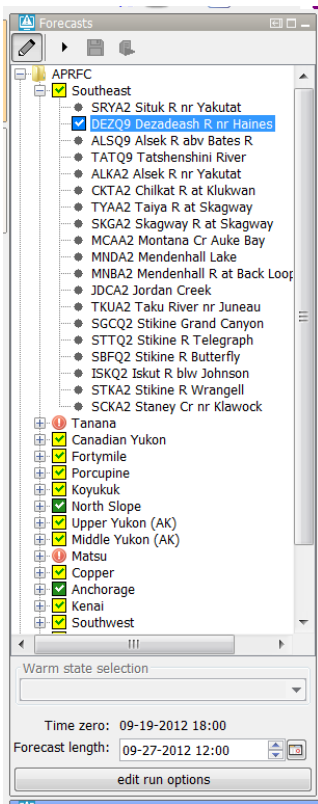 Forecasts
APRFC
Southeast
SRYA2 Situk R nr Yakutat
DEZQ9 Dezadeash R nr Haines
ALSQ9 Alsek R abv Bates R
TATQ9 Tatshenshini River
ALKA2 Alsek R nr Yakutat
CKTA2 Chilkat R at Klukwan
TYAA2 Taiya R at Skagway
SKGA2 Skagway R at Skagway
MCAA2 Montana Cr Auke Bay
MNDA2 Mendenhall Lake
MNBA2 Mendenhall R at Back Loop
JDCA2 Jordan Creek
TKUA2 Taku River nr Juneau
SGCQ2 Stikine Grand Canyon
STTQ2 Stikine R Telegraph
SBFQ2 Stikine R Butterfly
ISKQ2 Iskut R blw Johnson
STKA2 Stikine R Wrangell
SCKA2 Staney Cr nr Klawock
Tanana
Canadian Yukon
Fortymile
Porcupine
Koyukuk
North Slope
Upper Yukon (AK)
Middle Yukon (AK)
Matsu
Copper
Anchorage
Kenai
Southwest
Warm state selection
Time zero: 09-19-2012 18:00
Forecast length: 09-27-2012 12:00
edit run options